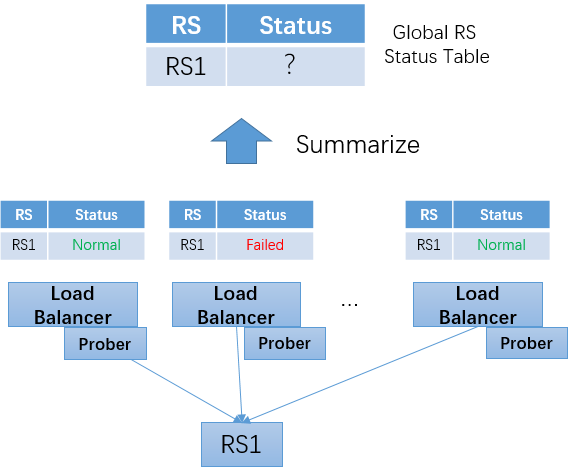 RS Status
RS1 ?
Global RS
Status Table
Summarize
RS Status
RS1 Normal
RS Status
RS1 Failed
RS Status
RS1 Normal
Load
Balancer
Prober
Load
Balancer
Prober
...
Load
Balancer
Prober
RS1